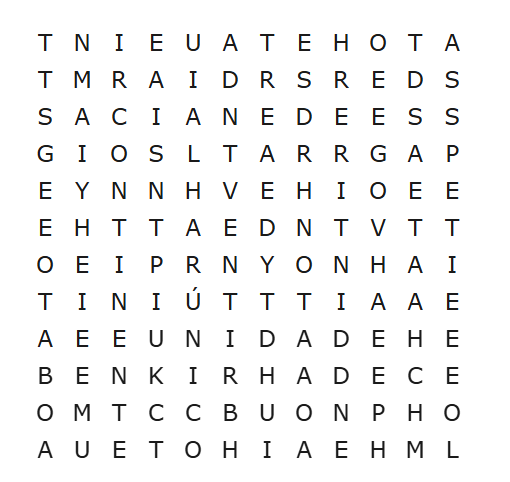 T N I E U A T E H O T A
T M R A I D R S R E D S
S A C I A N E D E E S S
G I O S L T A R R G A P
E Y N N H V E H I O E E
E H T T A E D N T V T T
O E I P R N Y O N H A I
T I N I Ú T T T I A A E
A E E U N I D A D E H E
B E N K I R H A D E C E
O M T C C B U O N P H O
A U E T O H I A E H M L